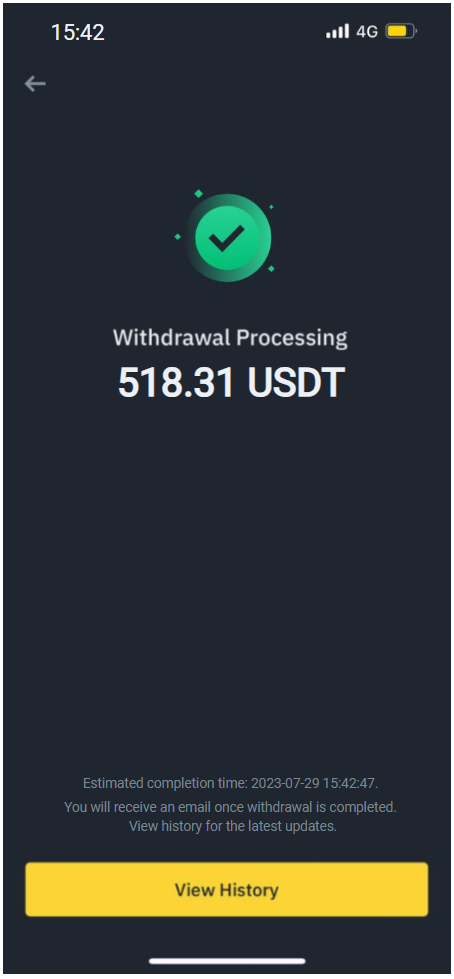 15:42
4G
Withdrawal Processing
518.31 USDT
Estimated completion time: 2023-07-29 15:42:47.
You will receive an email once withdrawal is completed.
View history for the latest updates.
View History